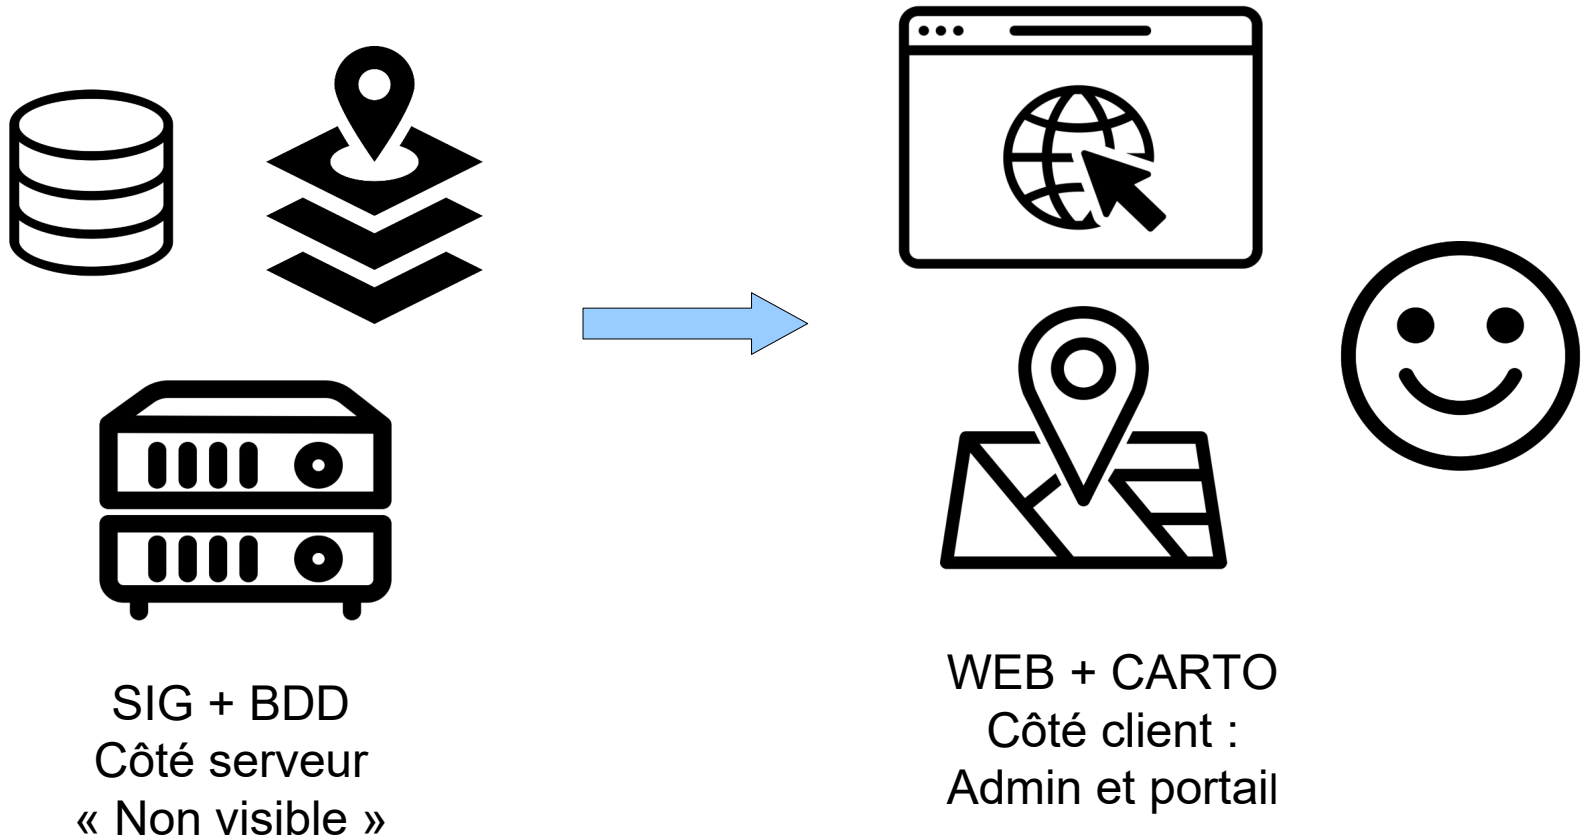 SIG + BDD
Côté serveur
« Non visible »
WEB + CARTO
Côté client :
Admin et portail